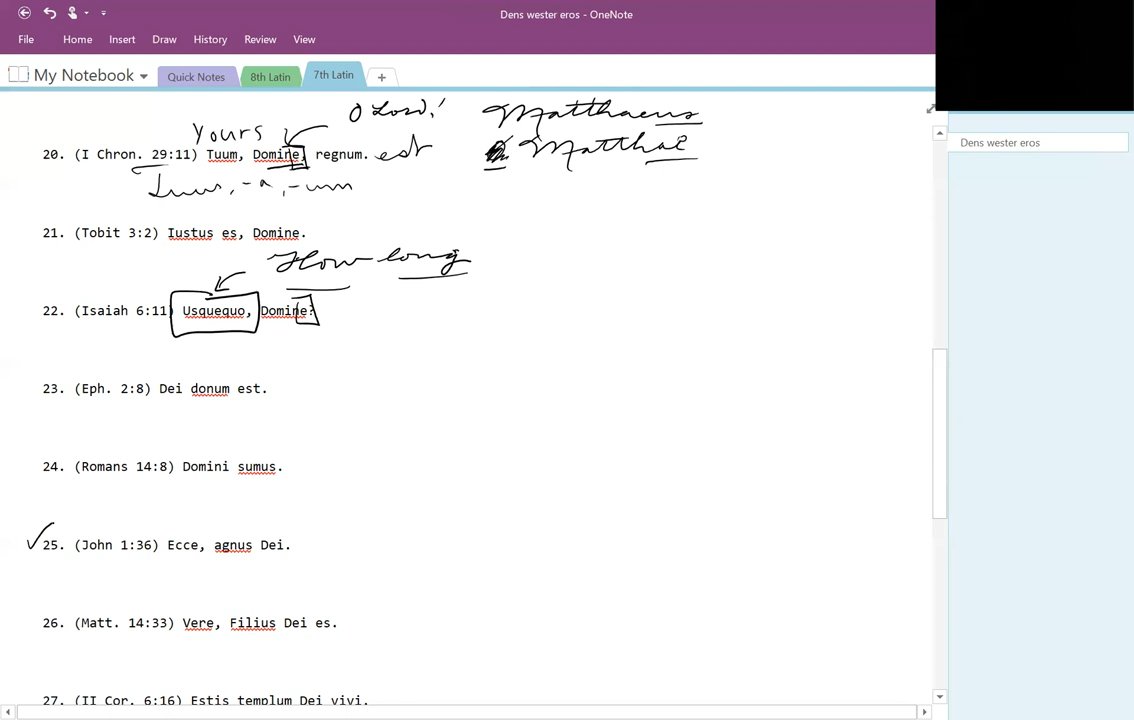 Dens wester eros - OneNote
File Home Insert Draw History Review View
My Notebook Quick Notes 8th Latin 7th Latin
Dens wester eros
O Lord! Matthaeus
Yours
20. (I Chron. 29:11) Tuum, Domine, regnum. est Matthai
Tuus, -a, -um
21. (Tobit 3:2) Iustus es, Domine.
How long
22. (Isaiah 6:11) Usquequo, Domine?
23. (Eph. 2:8) Dei donum est.
24. (Romans 14:8) Domini sumus.
25. (John 1:36) Ecce, agnus Dei.
26. (Matt. 14:33) Vere, Filius Dei es.
27. (II Cor. 6:16) Estis templum Dei vivi.